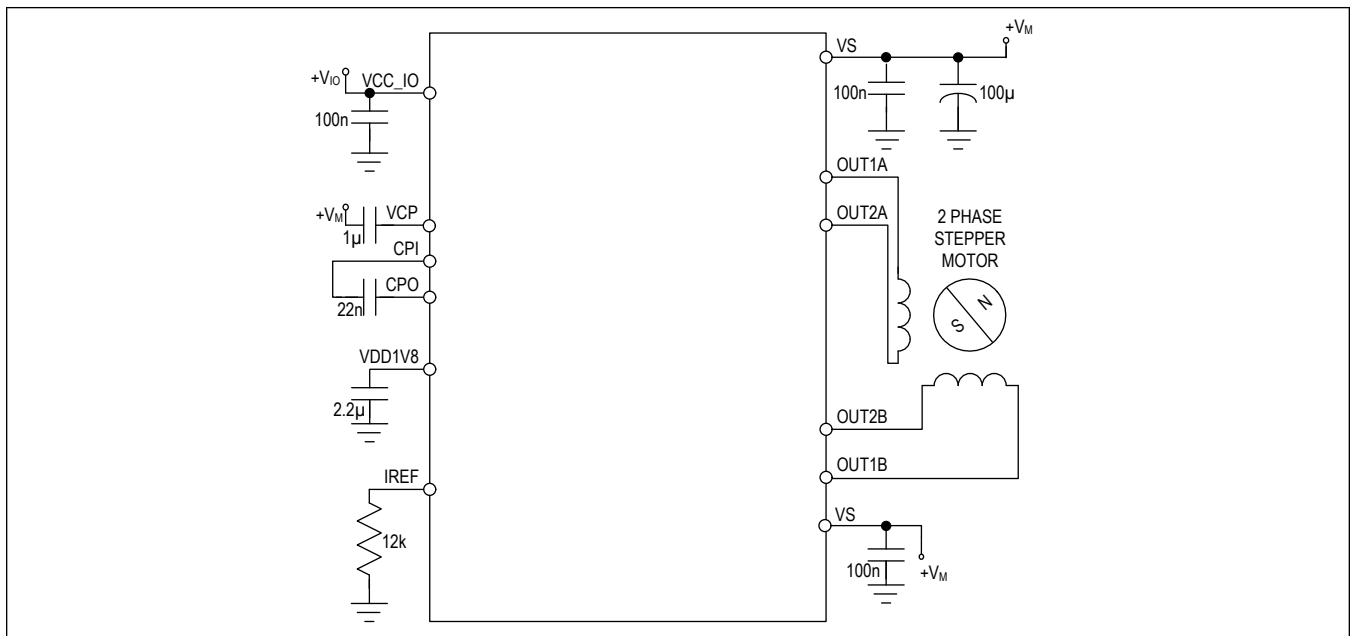 +VM
VS
+VIO
VCC_IO
100n
100n
100µ
OUT1A
+VM
VCP
1µ
OUT2A
2 PHASE
STEPPER
MOTOR
CPI
CPO
22n
N
S
VDD1V8
2.2µ
OUT2B
OUT1B
IREF
VS
12k
100n
+VM